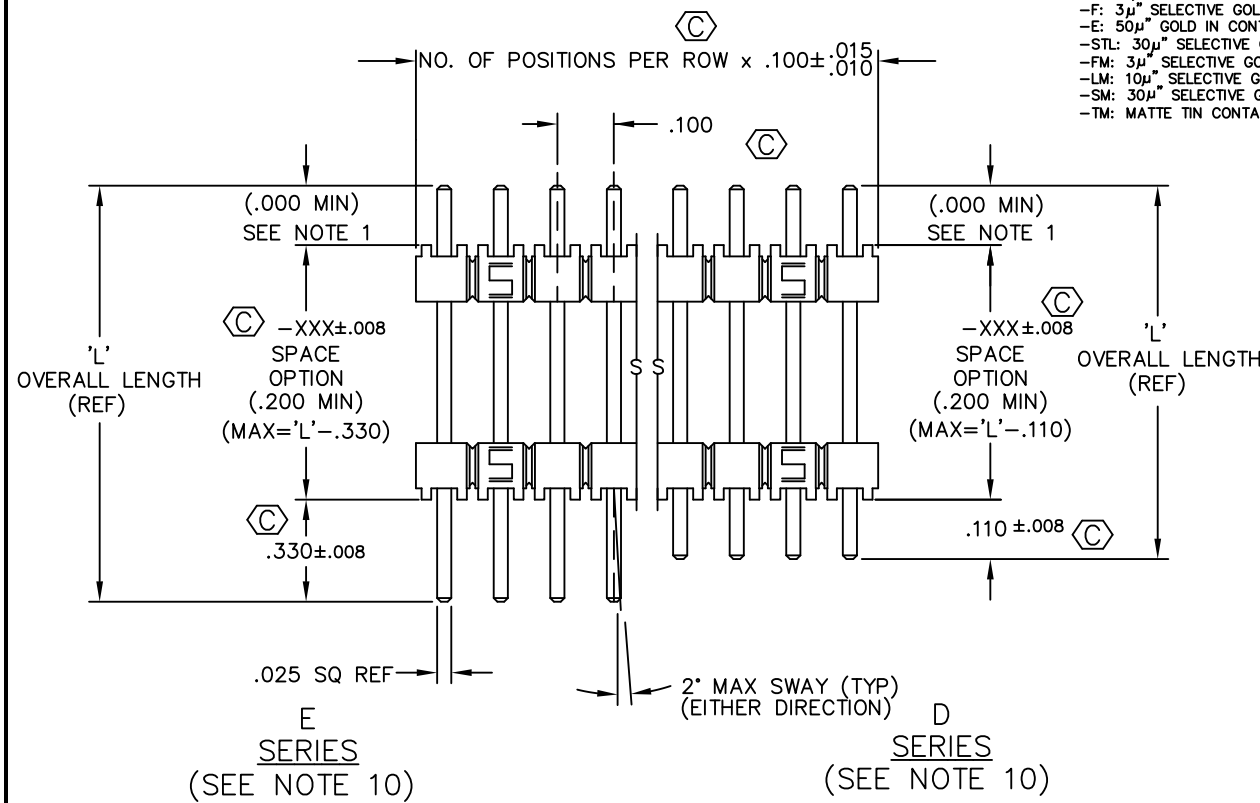 -F: 3µ" SELECTIVE
-E: 50µ" GOLD IN
-STL: 30µ" SELECTIVE
-FM: 3µ" SELECTIVE
-LM: 10µ" SELECTIVE
-SM: 30µ" SELECTIVE
-TM: MATTE TIN
C
NO. OF POSITIONS PER ROW x .100± .015
.010
.100
C
(.000 MIN)
SEE NOTE 1
(.000 MIN)
SEE NOTE 1
C -XXX±.008
SPACE
OPTION
(.200 MIN)
(MAX='L'-.330)
C
-XXX±.008
SPACE
OPTION
(.200 MIN)
(MAX='L'-.110)
'L'
OVERALL LENGTH
(REF)
'L'
OVERALL LENGTH
(REF)
S
S
S S
S
S
C
.330±.008
.110 ±.008 C
.025 SQ REF
2° MAX SWAY (TYP)
(EITHER DIRECTION)
E
SERIES
(SEE NOTE 10)
D
SERIES
(SEE NOTE 10)